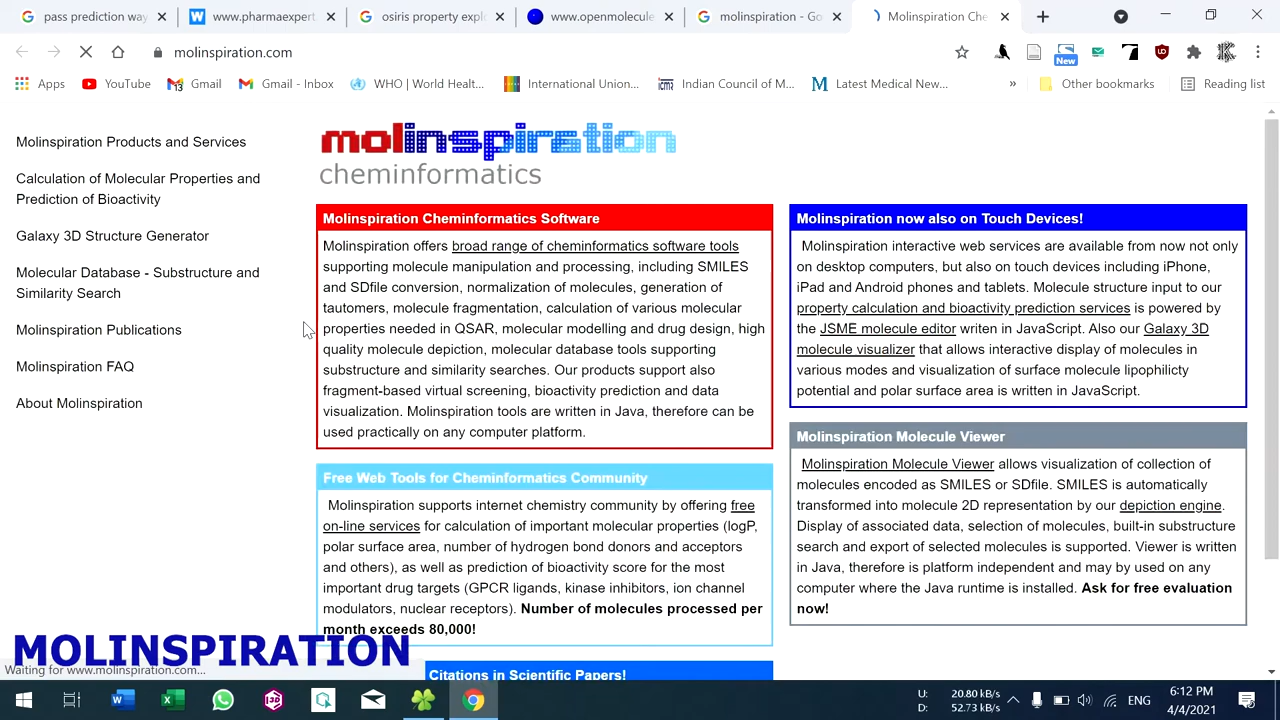 pass prediction way
www.pharmaexpert
osiris property expl
www.openmolecule
molinspiration - Go
Molinspiration Che
molinspiration.com
New
Apps
YouTube
Gmail
Gmail - Inbox
WHO | World Healt...
International Union...
Indian Council of M...
Latest Medical New...
»
Other bookmarks
Reading list
Molinspiration Products and Services
Calculation of Molecular Properties and
Prediction of Bioactivity
Galaxy 3D Structure Generator
Molecular Database - Substructure and
Similarity Search
Molinspiration Publications
Molinspiration FAQ
About Molinspiration
molinspiration
cheminformatics
Molinspiration Cheminformatics Software
Molinspiration offers broad range of cheminformatics software tools
supporting molecule manipulation and processing, including SMILES
and SDfile conversion, normalization of molecules, generation of
tautomers, molecule fragmentation, calculation of various molecular
properties needed in QSAR, molecular modelling and drug design, high
quality molecule depiction, molecular database tools supporting
substructure and similarity searches. Our products support also
fragment-based virtual screening, bioactivity prediction and data
visualization. Molinspiration tools are written in Java, therefore can be
used practically on any computer platform.
Free Web Tools for Cheminformatics Community
Molinspiration supports internet chemistry community by offering free
on-line services for calculation of important molecular properties (logP,
polar surface area, number of hydrogen bond donors and acceptors
and others), as well as prediction of bioactivity score for the most
important drug targets (GPCR ligands, kinase inhibitors, ion channel
modulators, nuclear receptors). Number of molecules processed per
month exceeds 80,000!
Citations in Scientific Papers!
Molinspiration now also on Touch Devices!
Molinspiration interactive web services are available from now not only
on desktop computers, but also on touch devices including iPhone,
iPad and Android phones and tablets. Molecule structure input to our
property calculation and bioactivity prediction services is powered by
the JSME molecule editor writen in JavaScript. Also our Galaxy 3D
molecule visualizer that allows interactive display of molecules in
various modes and visualization of surface molecule lipophilicty
potential and polar surface area is written in JavaScript.
Molinspiration Molecule Viewer
Molinspiration Molecule Viewer allows visualization of collection of
molecules encoded as SMILES or SDfile. SMILES is automatically
transformed into molecule 2D representation by our depiction engine.
Display of associated data, selection of molecules, built-in substructure
search and export of selected molecules is supported. Viewer is written
in Java, therefore is platform independent and may by used on any
computer where the Java runtime is installed. Ask for free evaluation
now!
MOLINSPIRATION
Waiting for www.molinspiration.com...
U: 20.80 kB/s
D: 52.73 kB/s
ENG
6:12 PM
4/4/2021